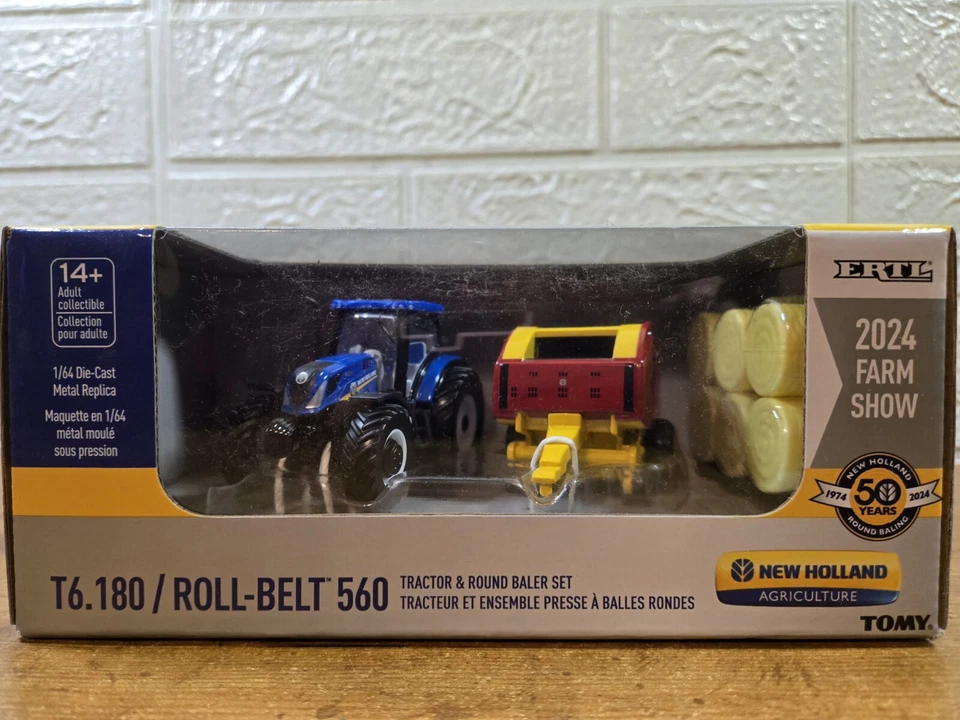 14+
Adult
collectible
Collection
pour adulte
1/64 Die-Cast
Metal Replica
Maquette en 1/64
métal moulé
sous pression
ERTL
2024
FARM
SHOW
NEW HOLLAND
1974 50 2024
YEARS
ROUND BALING
T6.180 / ROLL-BELT™ 560
TRACTOR & ROUND BALER SET
TRACTEUR ET ENSEMBLE PRESSE À BALLES RONDES
NEW HOLLAND
AGRICULTURE
TOMY®